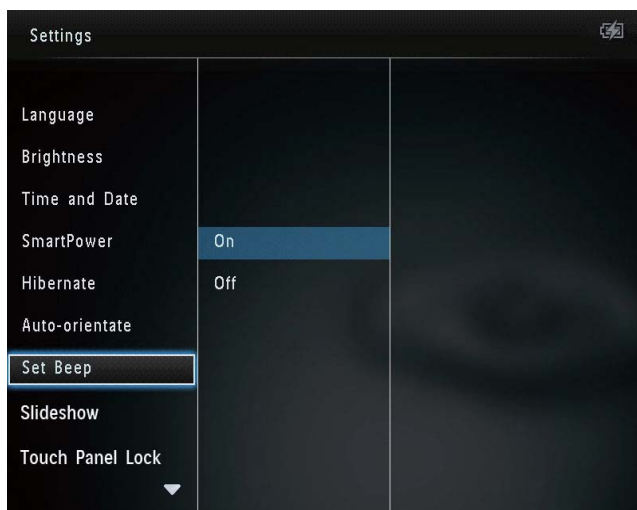 Settings
Language
Brightness
Time and Date
SmartPower
On
Hibernate
Off
Auto-orientate
Set Beep
Slideshow
Touch Panel Lock